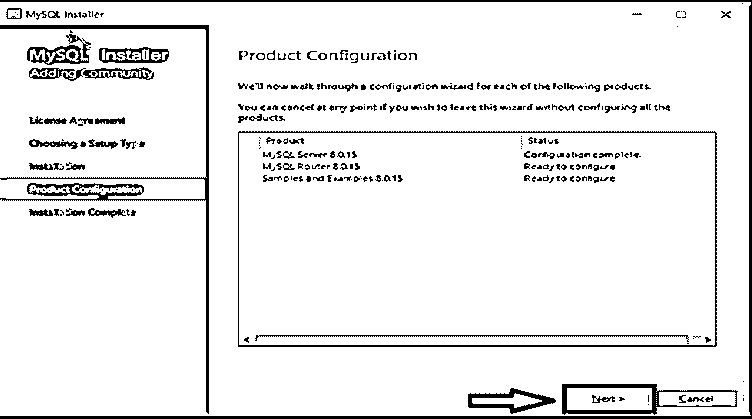 MySQL Installer
MySQL Installer
Adding Community
License Agreement
Choosing a Setup Type
Installation
Product Configuration
Installation Complete
Product Configuration
We'll now walk through a configuration wizard for each of the following products.
You can cancel at any point if you wish to leave this wizard without configuring all the
products.
Product Status
MySQL Server 8.0.15 Configuration complete.
MySQL Router 8.0.15 Ready to configure
Samples and Examples 8.0.15 Ready to configure
Next > Cancel